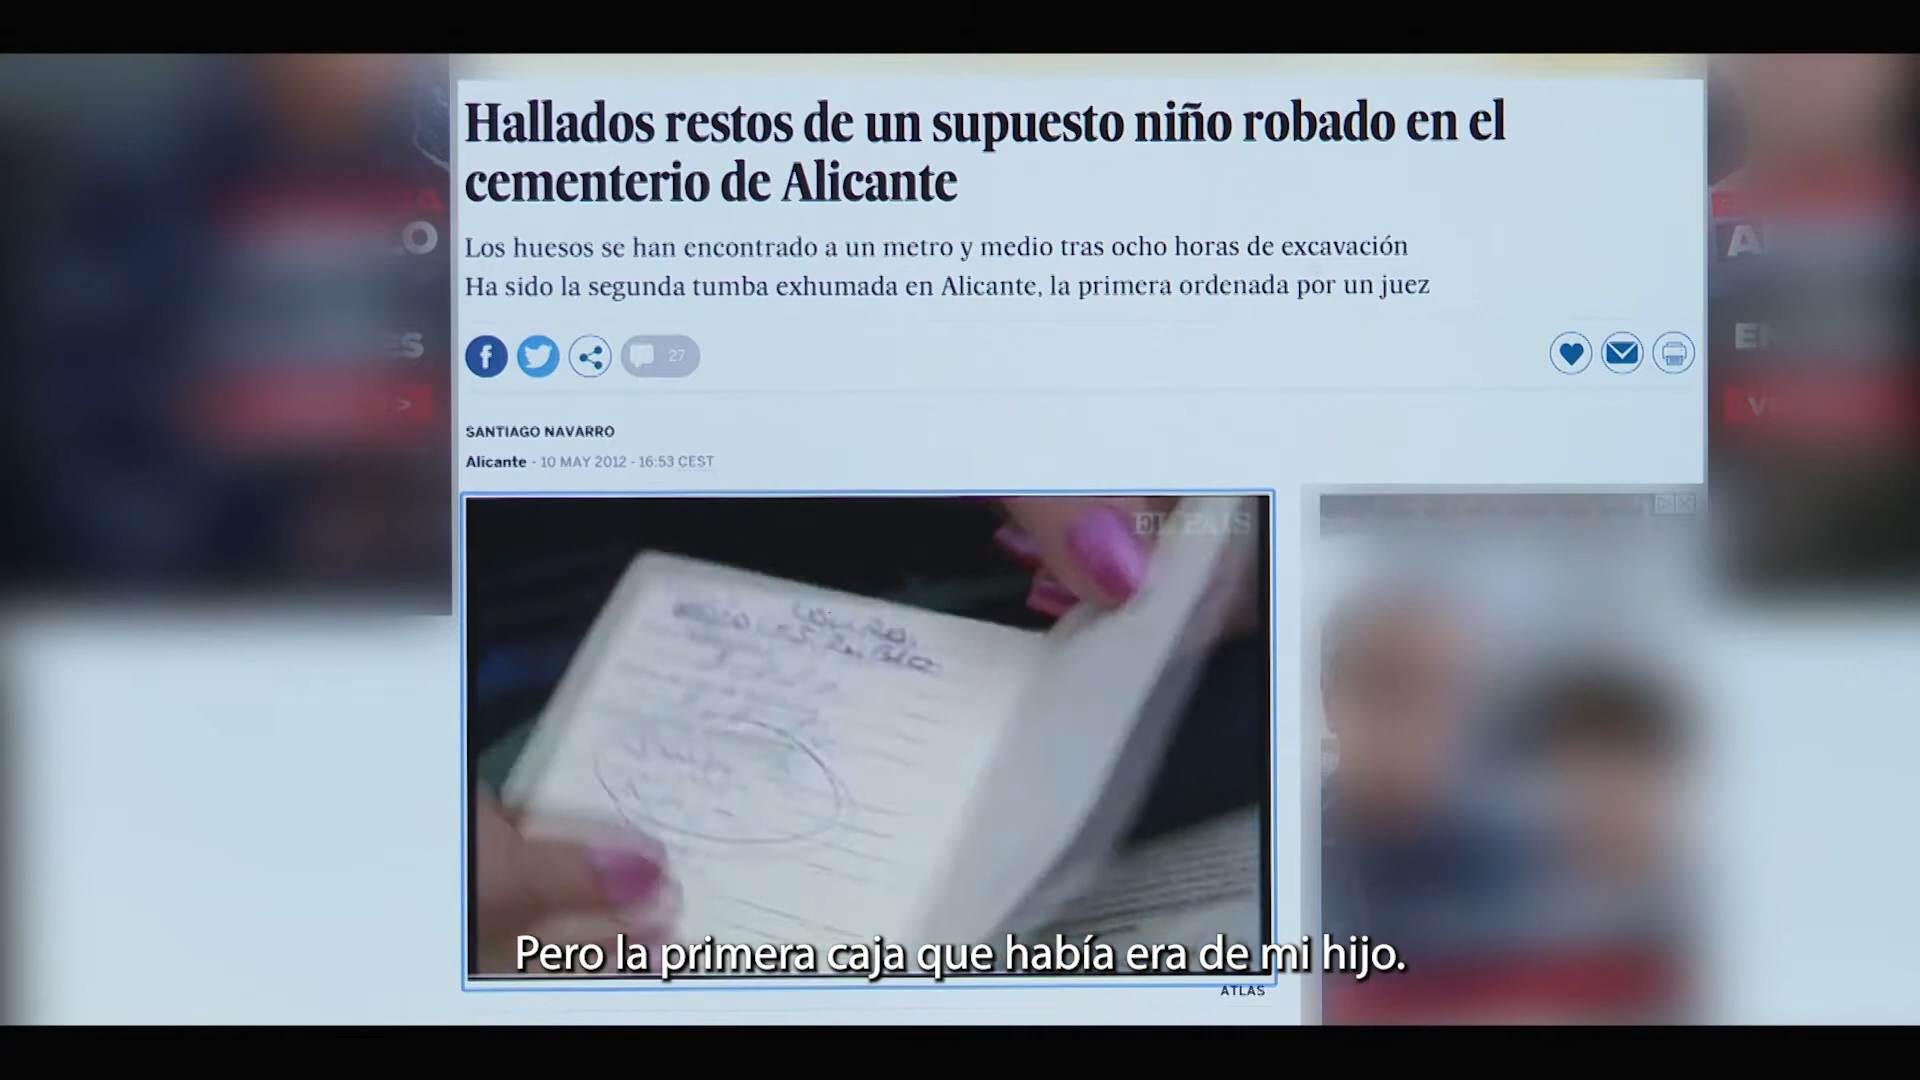 Hallados restos de un supuesto niño robado en el
cementerio de Alicante
Los huesos se han encontrado a un metro y medio tras ocho horas de excavación
Ha sido la segunda tumba exhumada en Alicante, la primera ordenada por un juez
27
SANTIAGO NAVARRO
Alicante - 10 MAY 2012 - 16:53 CEST
EL PAÍS
Pero la primera caja que había era de mi hijo.
ATLAS